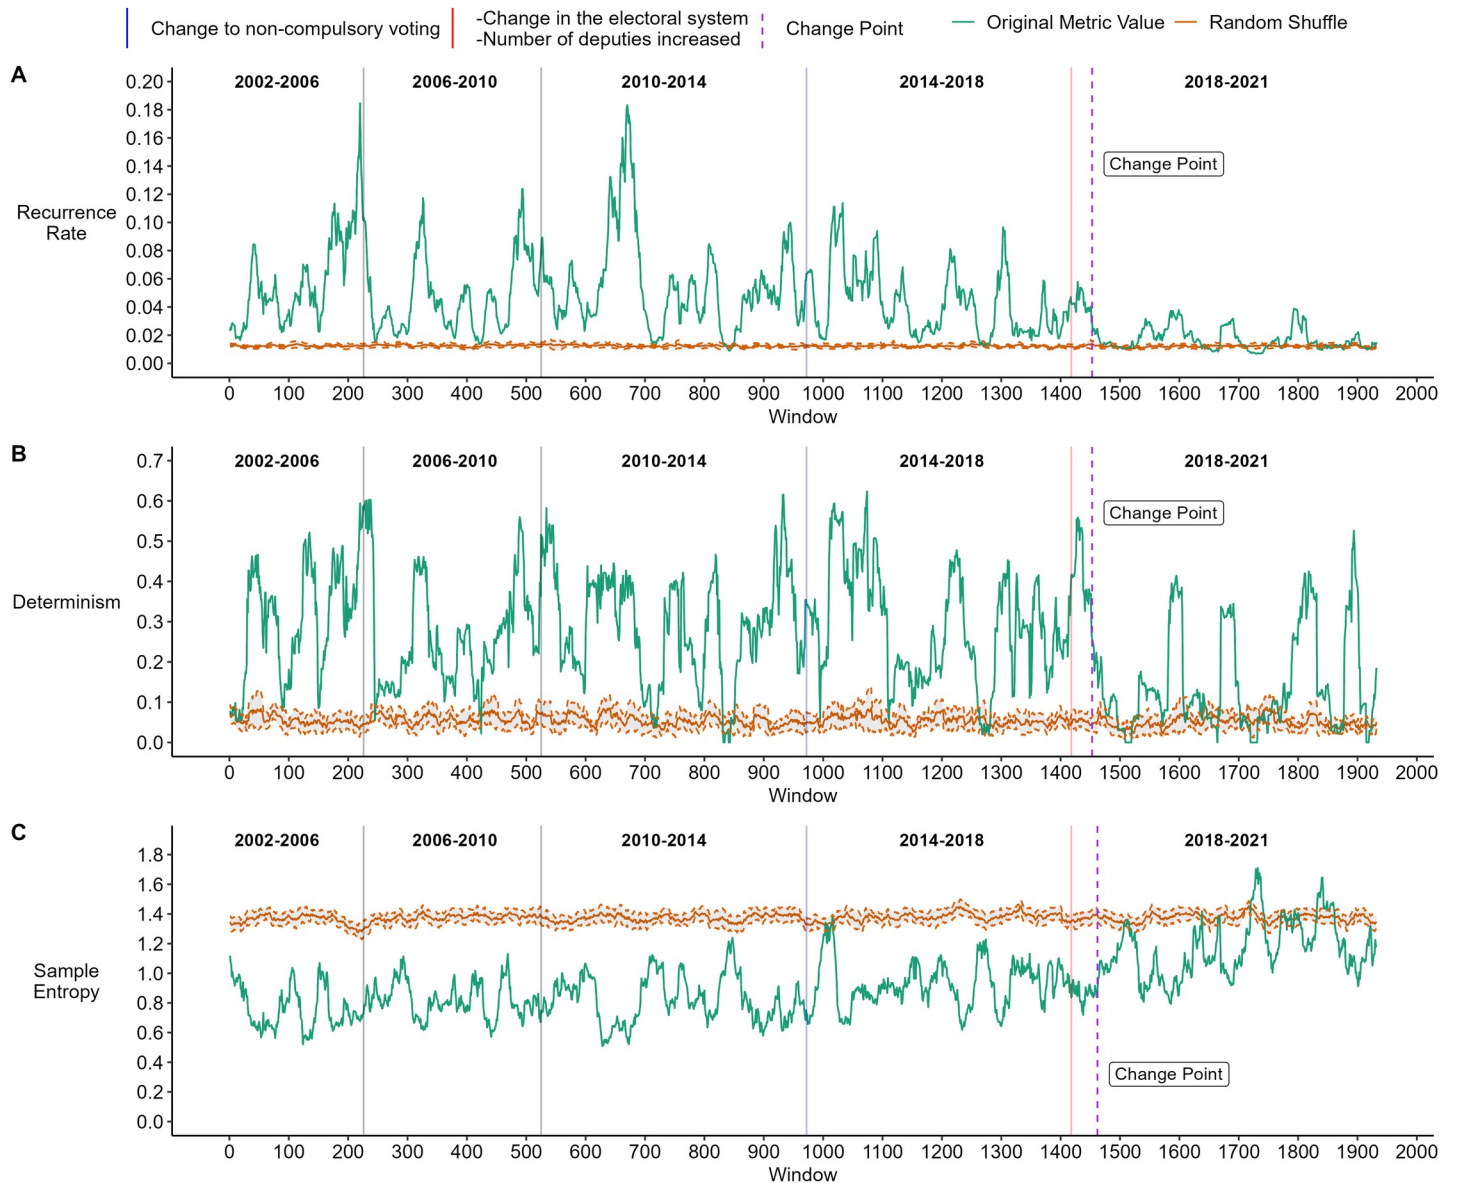 Change to non-compulsory voting
-Change in the electoral system
-Number of deputies increased
Change Point
Original Metric Value
Random Shuffle
A
2002-2006 2006-2010 2010-2014 2014-2018 2018-2021
0.20
0.18
0.16
0.14
0.12
0.10
0.08
0.06
0.04
0.02
0.00
Recurrence
Rate
Change Point
0 100 200 300 400 500 600 700 800 900 1000 1100 1200 1300 1400 1500 1600 1700 1800 1900 2000
Window
B
2002-2006 2006-2010 2010-2014 2014-2018 2018-2021
0.7
0.6
0.5
0.4
0.3
0.2
0.1
0.0
Determinism
Change Point
0 100 200 300 400 500 600 700 800 900 1000 1100 1200 1300 1400 1500 1600 1700 1800 1900 2000
Window
C
2002-2006 2006-2010 2010-2014 2014-2018 2018-2021
1.8
1.6
1.4
1.2
1.0
0.8
0.6
0.4
0.2
0.0
Sample
Entropy
Change Point
0 100 200 300 400 500 600 700 800 900 1000 1100 1200 1300 1400 1500 1600 1700 1800 1900 2000
Window